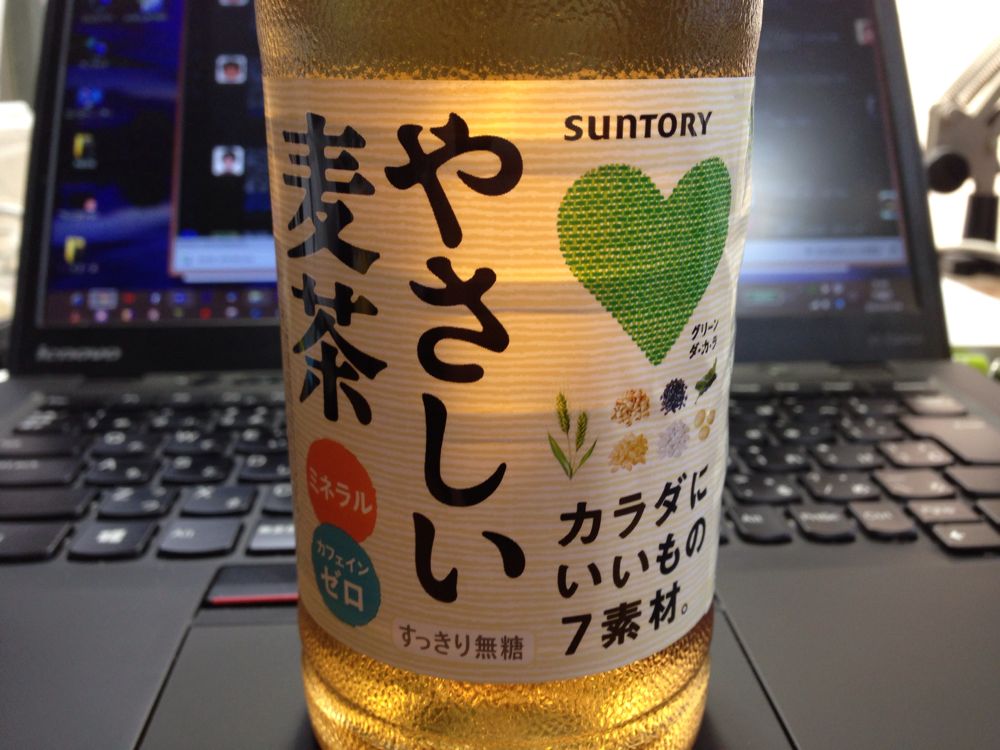 SUNTORY
やさしい
麦茶
グリーン
ダ・カ・ラ
ミネラル
カフェイン
ゼロ
すっきり無糖
カラダに
いいもの
7素材。
lenovo